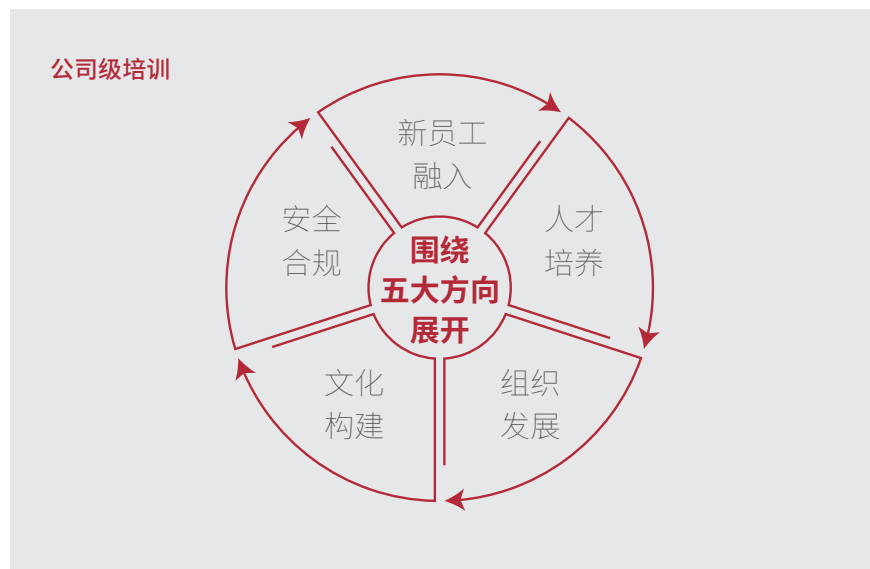 公司级培训
新员工
融入
人才
培养
组织
发展
文化
构建
安全
合规
围绕
五大方向
展开